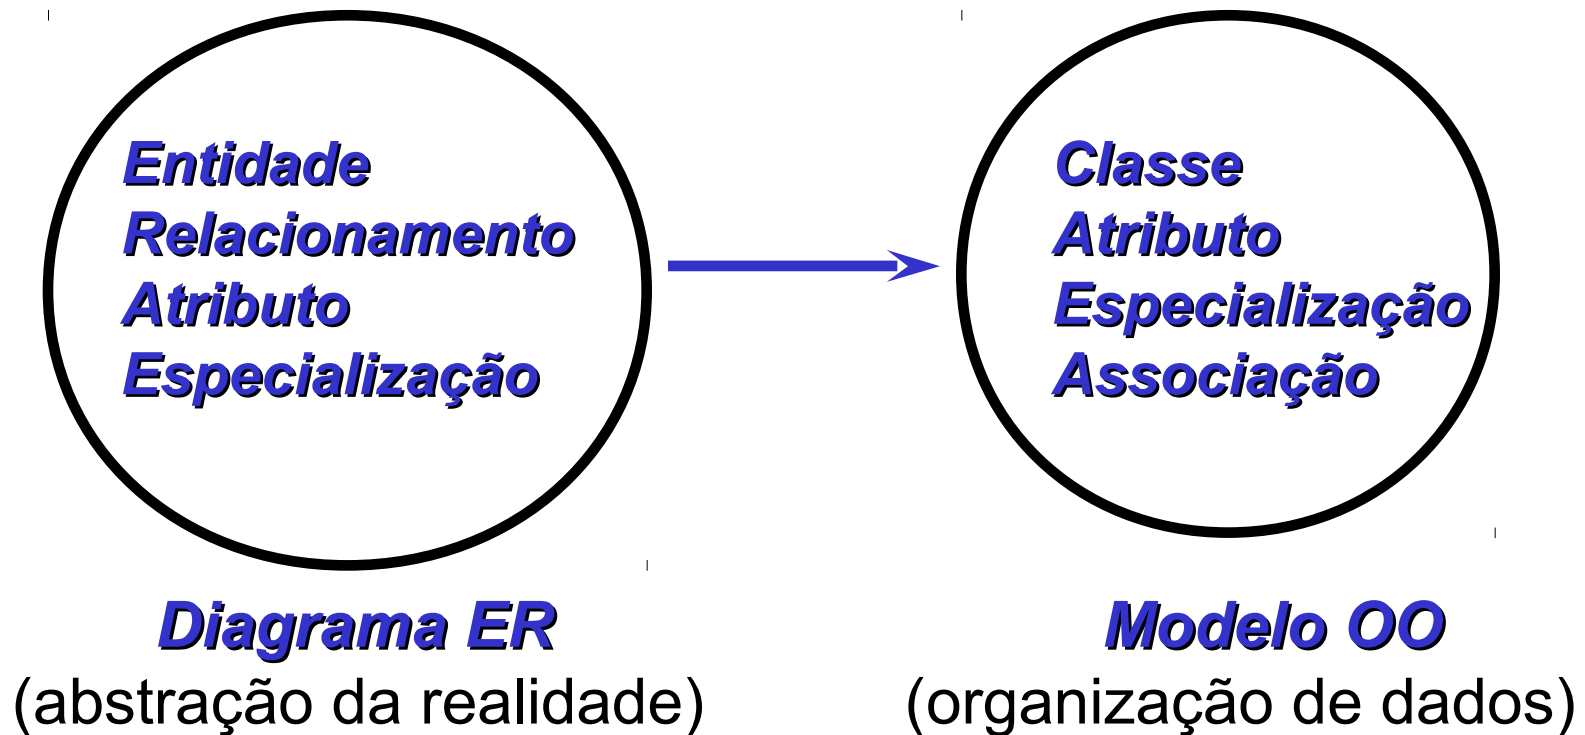 Entidade
Relacionamento
Atributo
Especialização
Diagrama ER
(abstração da realidade)
Classe
Atributo
Especialização
Associação
Modelo OO
(organização de dados)